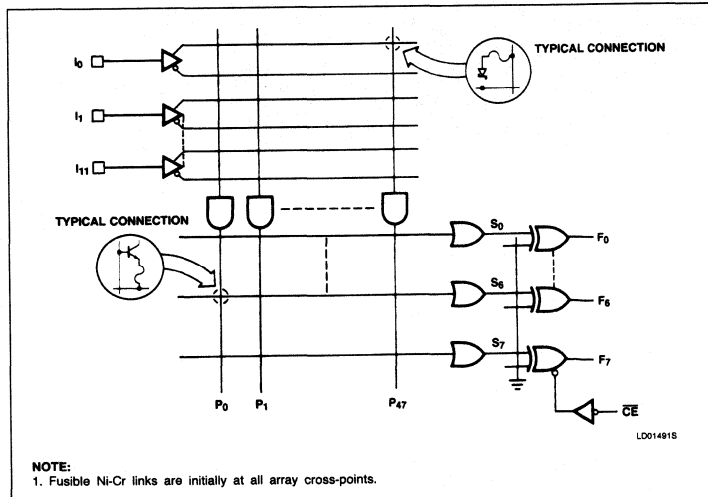 TYPICAL CONNECTION
I0
I1
I11
TYPICAL CONNECTION
S0
F0
S6
F6
S7
F7
P0 P1 P47
CE
LD01491S
NOTE:
1. Fusible Ni-Cr links are initially at all array cross-points.